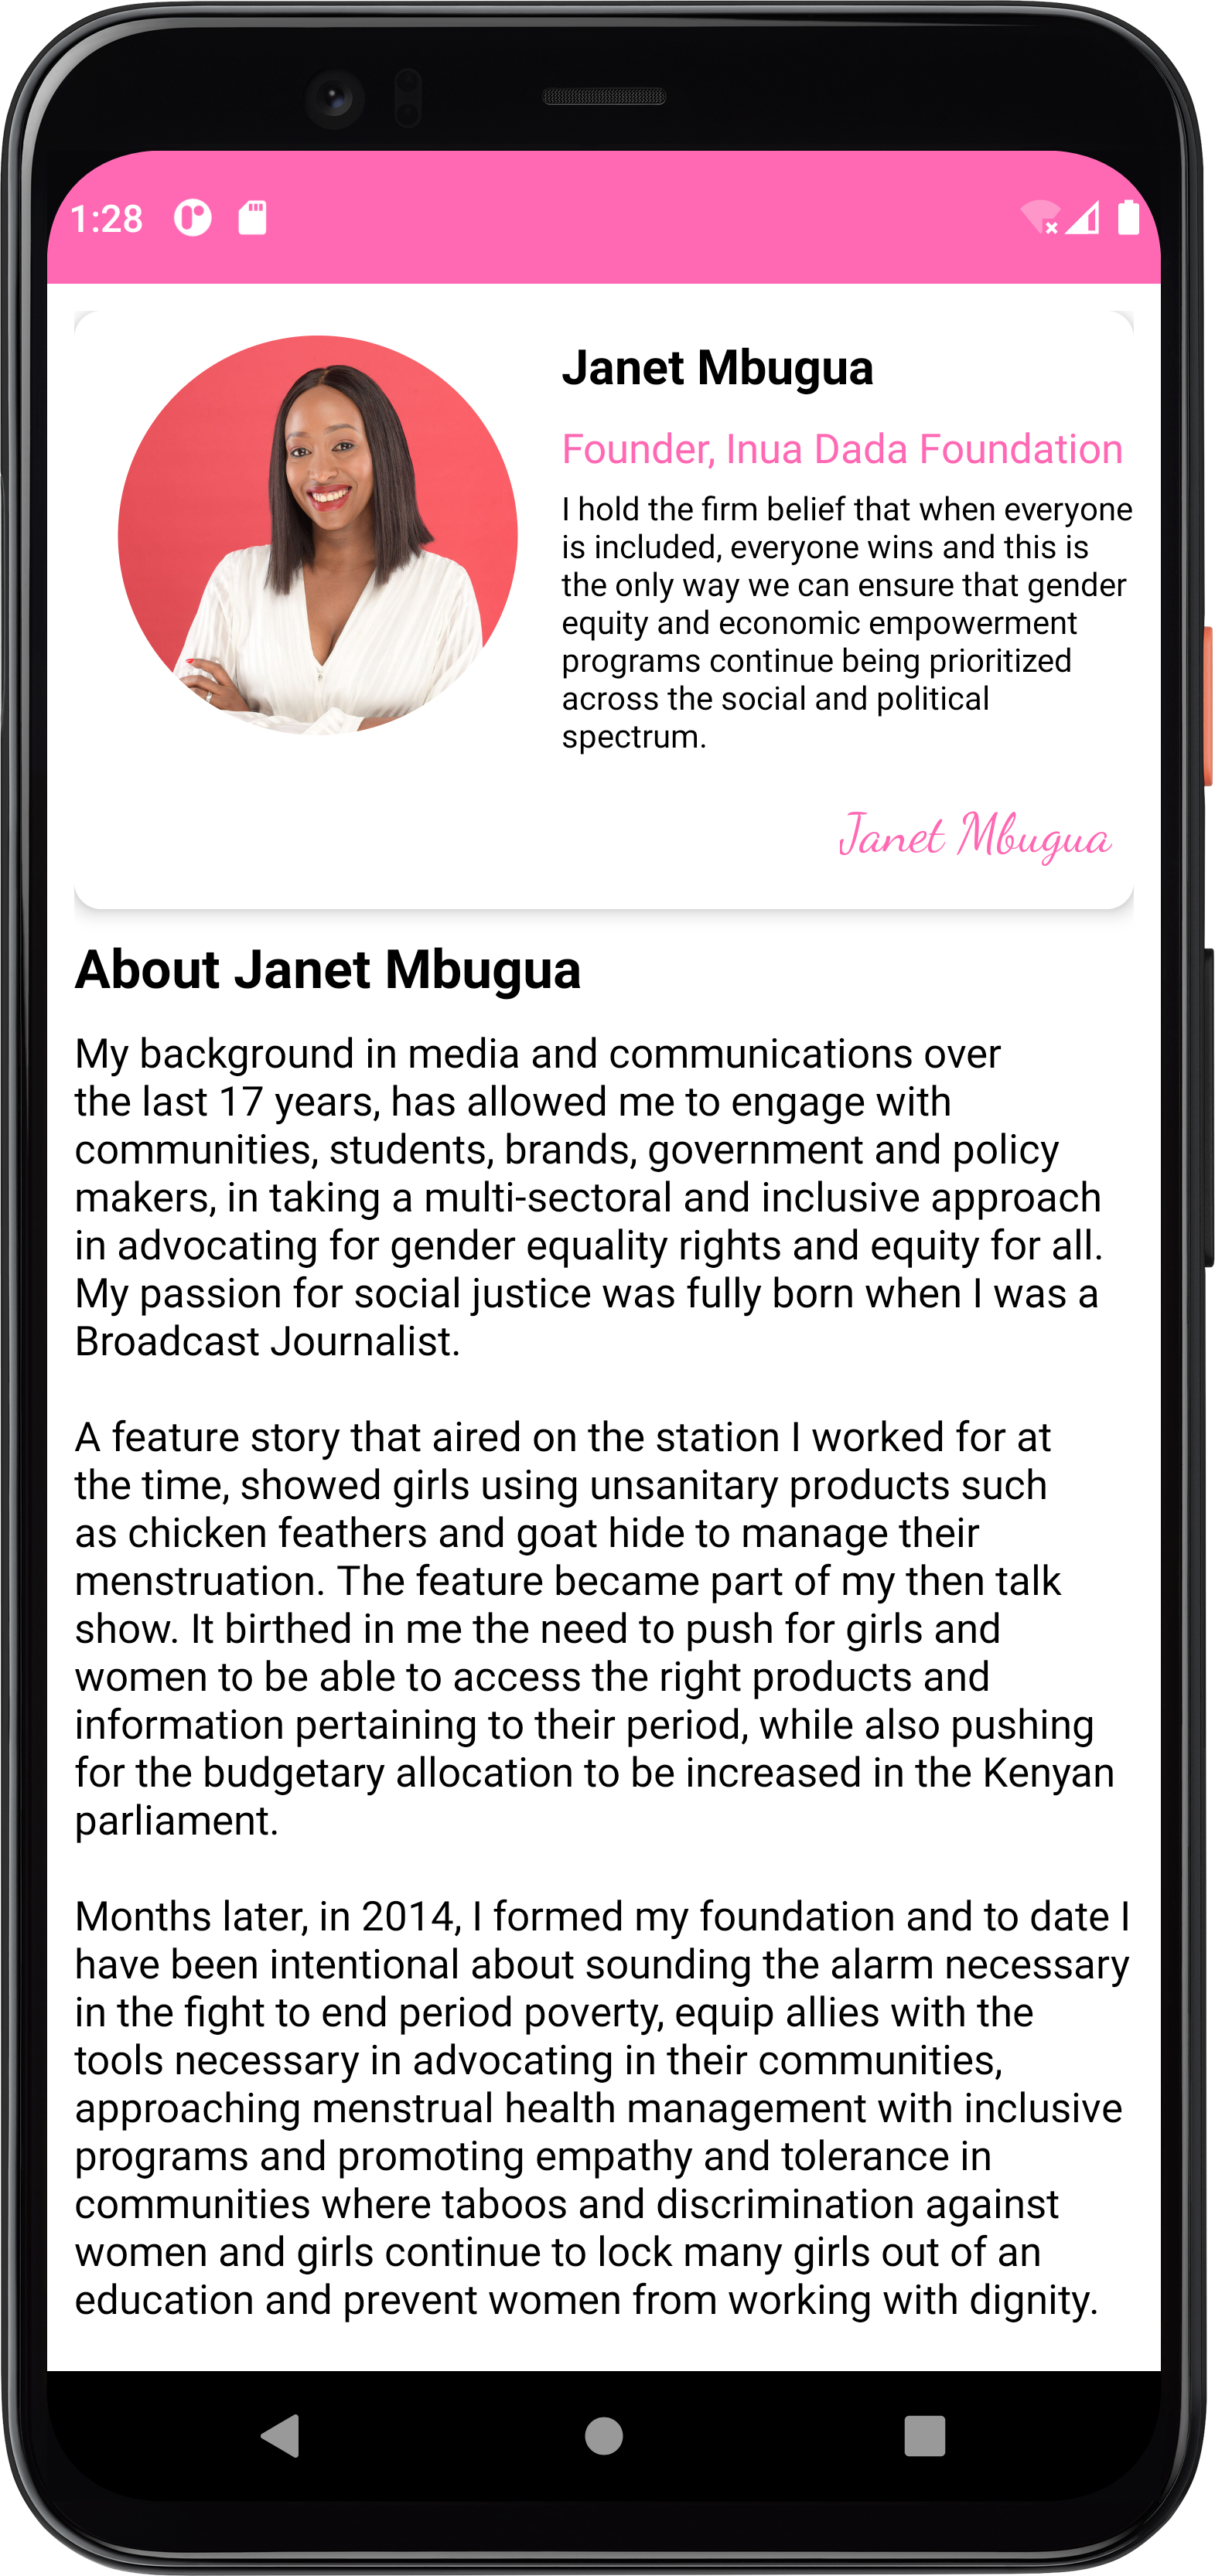 1:28
Janet Mbugua
Founder, Inua Dada Foundation
I hold the firm belief that when everyone
is included, everyone wins and this is
the only way we can ensure that gender
equity and economic empowerment
programs continue being prioritized
across the social and political
spectrum.
Janet Mbugua
About Janet Mbugua
My background in media and communications over
the last 17 years, has allowed me to engage with
communities, students, brands, government and policy
makers, in taking a multi-sectoral and inclusive approach
in advocating for gender equality rights and equity for all.
My passion for social justice was fully born when I was a
Broadcast Journalist.
A feature story that aired on the station I worked for at
the time, showed girls using unsanitary products such
as chicken feathers and goat hide to manage their
menstruation. The feature became part of my then talk
show. It birthed in me the need to push for girls and
women to be able to access the right products and
information pertaining to their period, while also pushing
for the budgetary allocation to be increased in the Kenyan
parliament.
Months later, in 2014, I formed my foundation and to date I
have been intentional about sounding the alarm necessary
in the fight to end period poverty, equip allies with the
tools necessary in advocating in their communities,
approaching menstrual health management with inclusive
programs and promoting empathy and tolerance in
communities where taboos and discrimination against
women and girls continue to lock many girls out of an
education and prevent women from working with dignity.